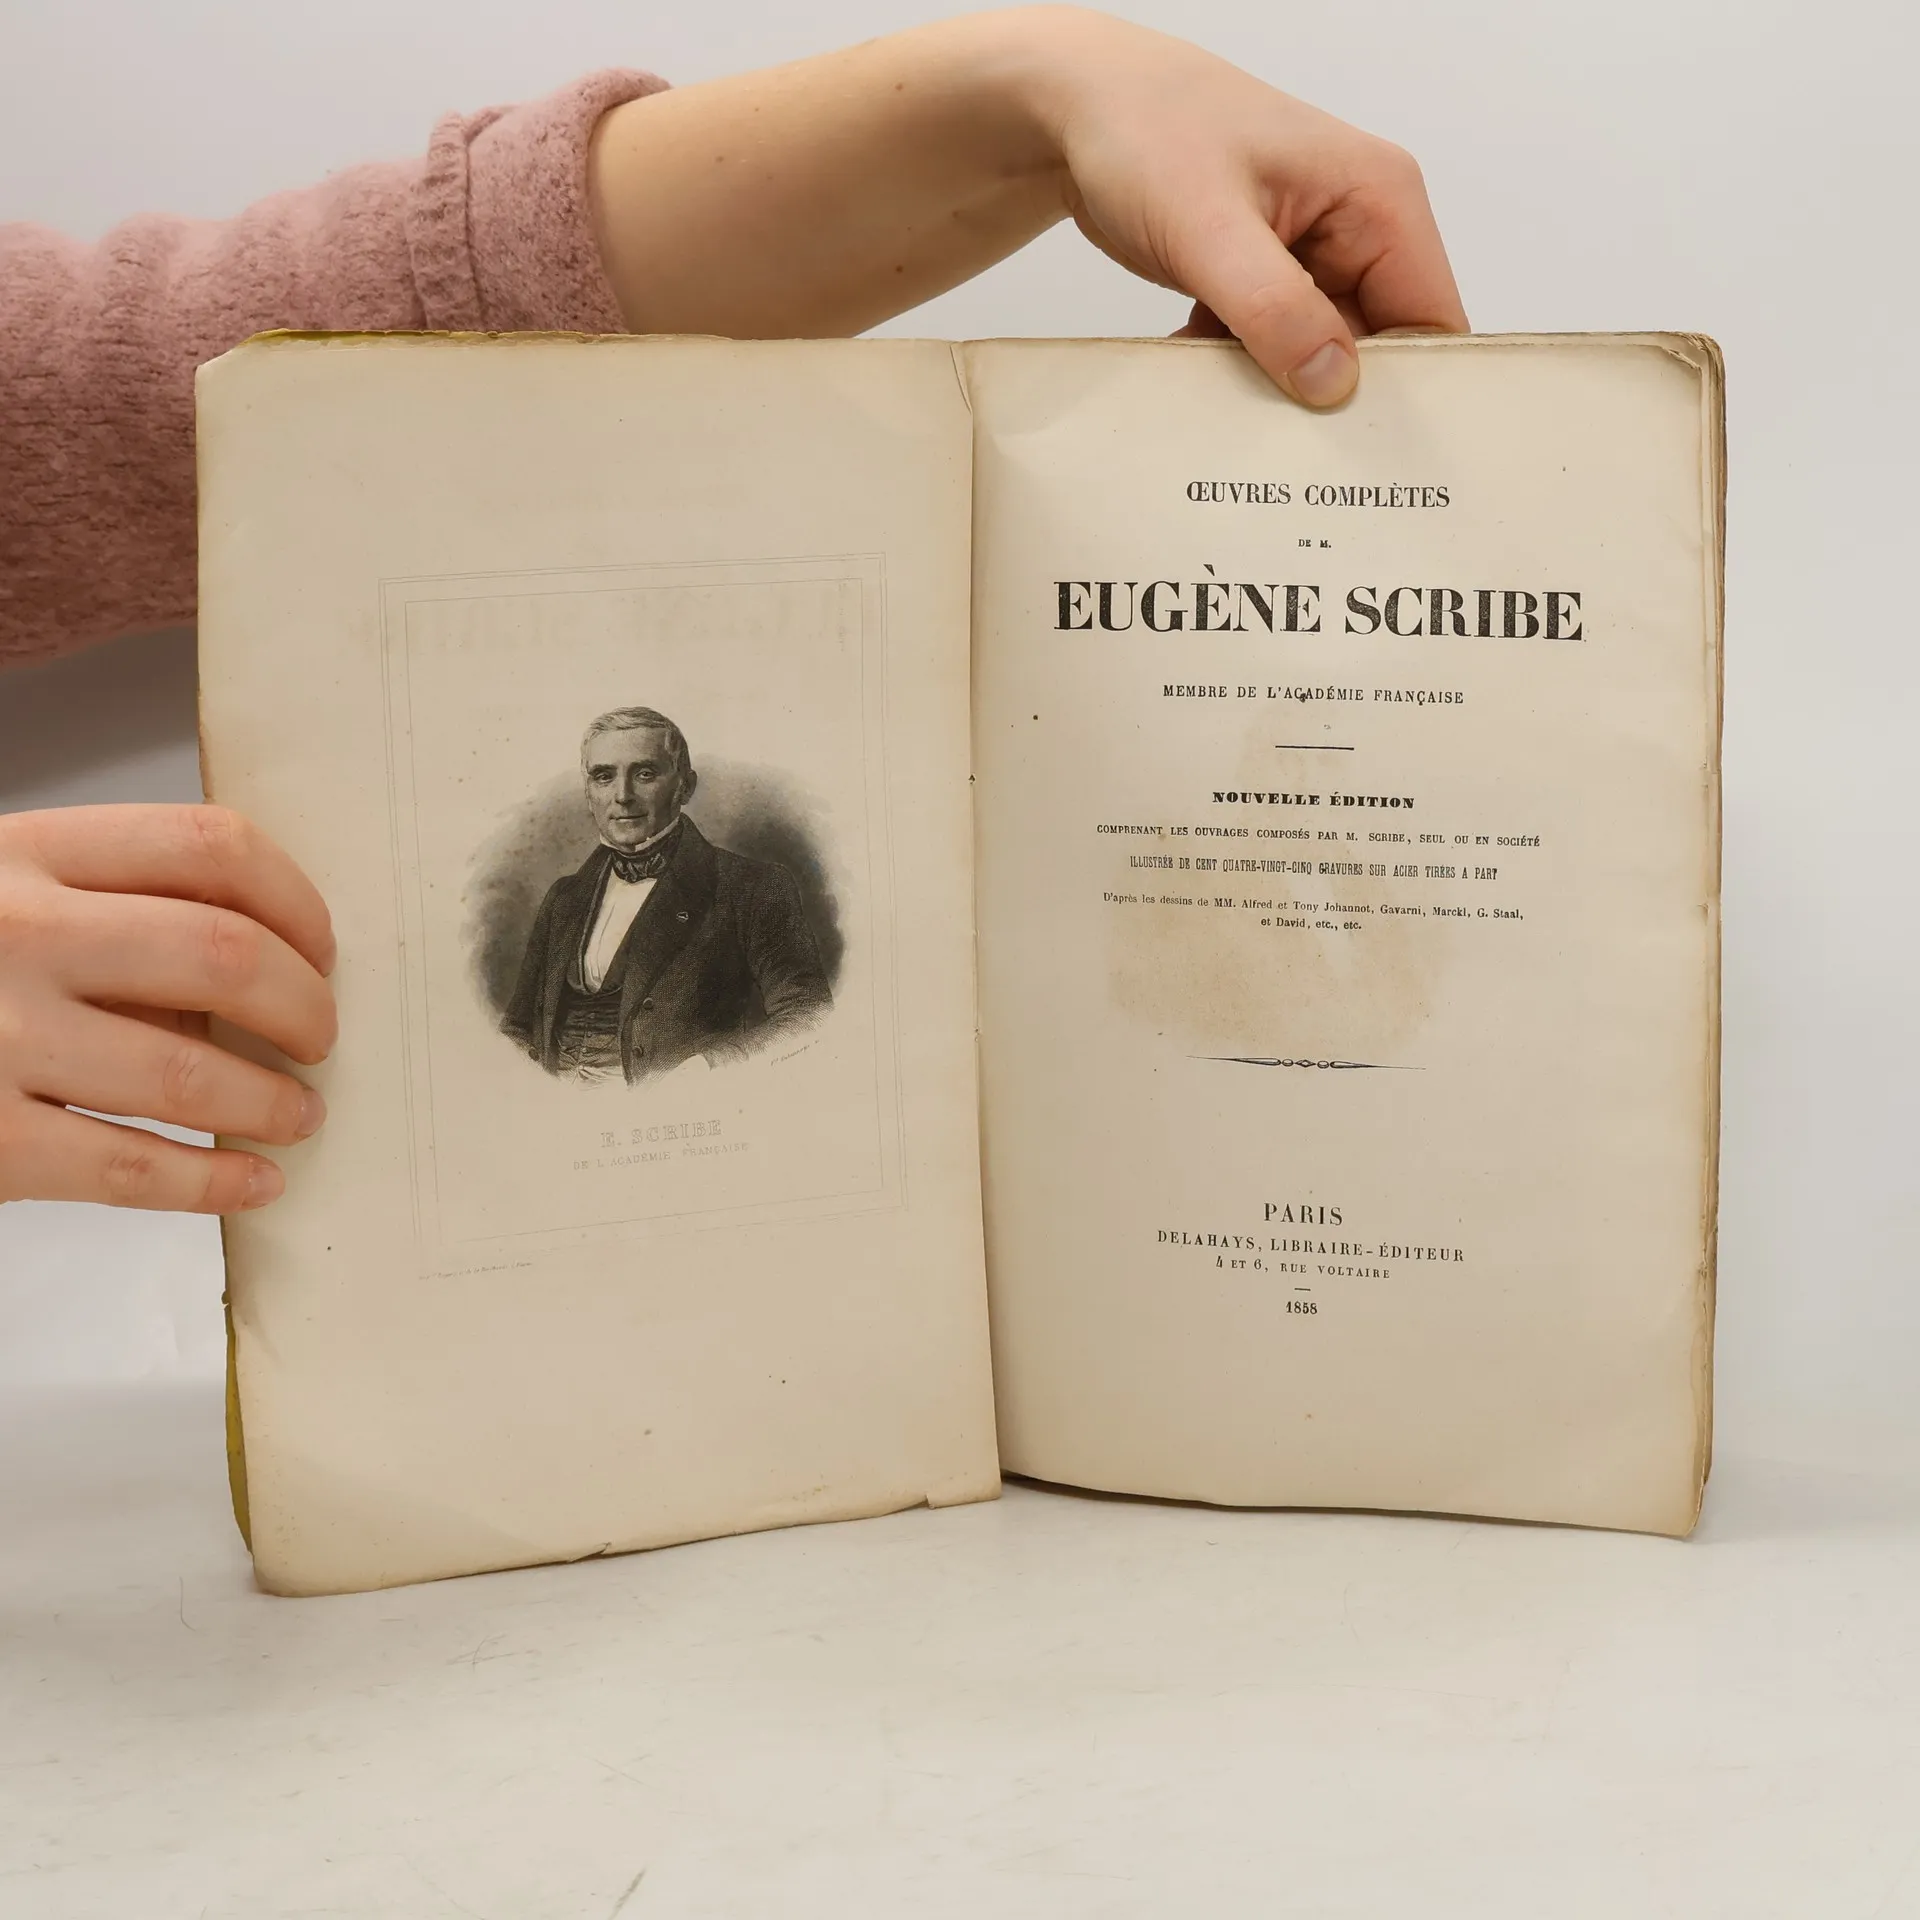 E. SCRIBE
DE L'ACADÉMIE FRANÇAISE
ŒUVRES COMPLÈTES
DE M.
EUGÈNE SCRIBE
MEMBRE DE L'ACADÉMIE FRANÇAISE
NOUVELLE ÉDITION
COMPRENANT LES OUVRAGES COMPOSÉS PAR M. SCRIBE, SEUL OU EN SOCIÉTÉ
ILLUSTRÉE DE CENT QUATRE-VINGT-CINQ GRAVURES SUR ACIER TIRÉES A PART
D'après les dessins de MM. Alfred et Tony Johannot, Gavarni, Marckl, G. Staal,
et David, etc., etc.
PARIS
DELAHAYS, LIBRAIRE-ÉDITEUR
4 ET 6, RUE VOLTAIRE
1858